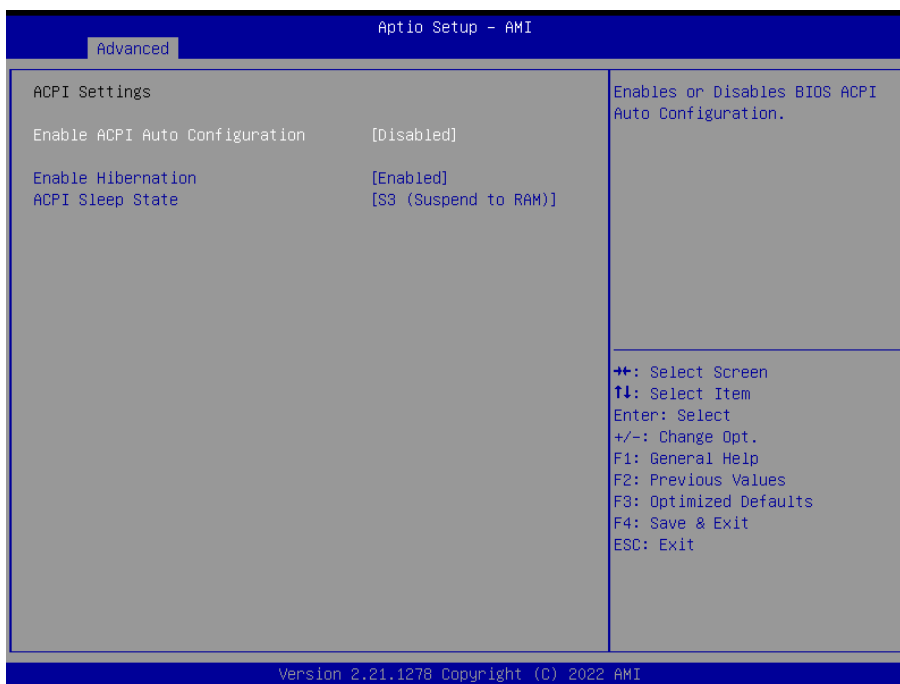 Aptio Setup – AMI
Advanced
ACPI Settings
Enable ACPI Auto Configuration [Disabled]
Enable Hibernation [Enabled]
ACPI Sleep State [S3 (Suspend to RAM)]
Enables or Disables BIOS ACPI
Auto Configuration.
→←: Select Screen
↑↓: Select Item
Enter: Select
+/-: Change Opt.
F1: General Help
F2: Previous Values
F3: Optimized Defaults
F4: Save & Exit
ESC: Exit
Version 2.21.1278 Copyright (C) 2022 AMI